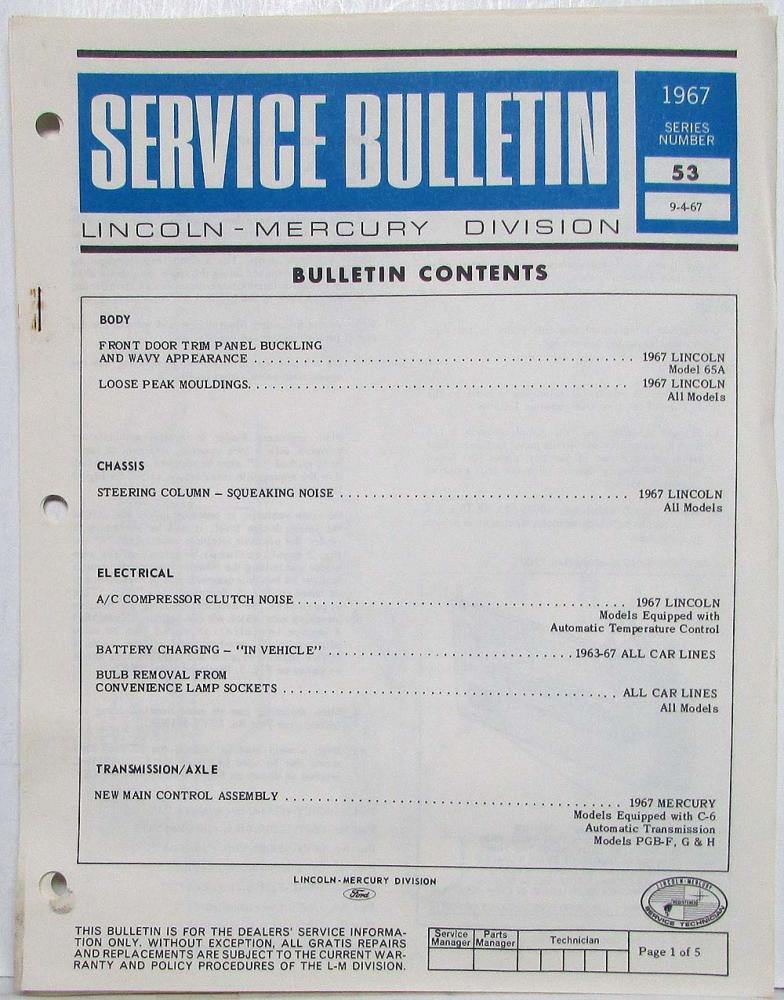 SERVICE BULLETIN
1967
SERIES
NUMBER
53
9-4-67
LINCOLN-MERCURY DIVISION
BULLETIN CONTENTS
BODY
FRONT DOOR TRIM PANEL BUCKLING
AND WAVY APPEARANCE . . . . . . . . . . . . . . . . . . . . . . . . . . . . . . . . . . . . . . . . . 1967 LINCOLN
Model 65A
LOOSE PEAK MOULDINGS. . . . . . . . . . . . . . . . . . . . . . . . . . . . . . . . . . . . . . . . . 1967 LINCOLN
All Models
CHASSIS
STEERING COLUMN – SQUEAKING NOISE . . . . . . . . . . . . . . . . . . . . . . . . . . . . . . . 1967 LINCOLN
All Models
ELECTRICAL
A/C COMPRESSOR CLUTCH NOISE . . . . . . . . . . . . . . . . . . . . . . . . . . . . . . . . . . . . 1967 LINCOLN
Models Equipped with
Automatic Temperature Control
BATTERY CHARGING – "IN VEHICLE" . . . . . . . . . . . . . . . . . . . . . . . . . . . 1963-67 ALL CAR LINES
BULB REMOVAL FROM
CONVENIENCE LAMP SOCKETS . . . . . . . . . . . . . . . . . . . . . . . . . . . . . . . . . . . . ALL CAR LINES
All Models
TRANSMISSION/AXLE
NEW MAIN CONTROL ASSEMBLY . . . . . . . . . . . . . . . . . . . . . . . . . . . . . . . . . . . . 1967 MERCURY
Models Equipped with C-6
Automatic Transmission
Models PGB-F, G & H
LINCOLN-MERCURY DIVISION
Ford
LINCOLN-MERCURY
REGISTERED
SERVICE TECHNICIAN
THIS BULLETIN IS FOR THE DEALERS' SERVICE INFORMA-
TION ONLY. WITHOUT EXCEPTION, ALL GRATIS REPAIRS
AND REPLACEMENTS ARE SUBJECT TO THE CURRENT WAR-
RANTY AND POLICY PROCEDURES OF THE L-M DIVISION.
Service Manager
Parts Manager
Technician
Page 1 of 5